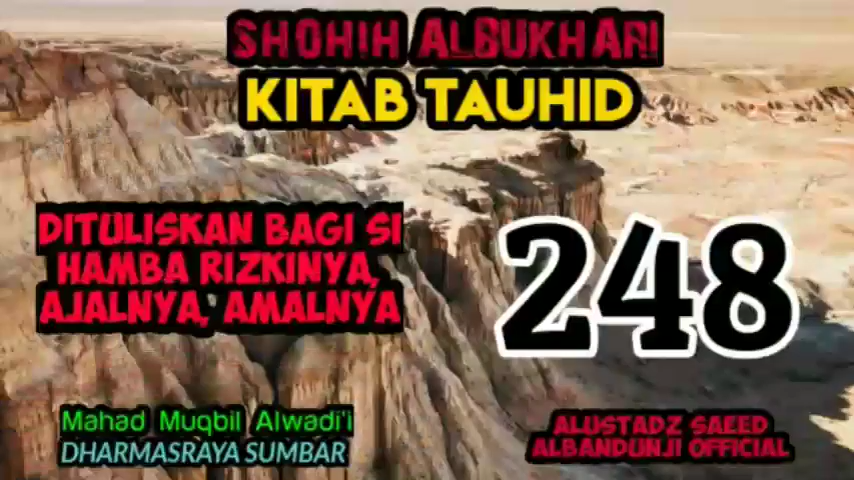 SHOHIH ALBUKHARI
KITAB TAUHID
DITULISKAN BAGI SI
HAMBA RIZKINYA,
AJALNYA, AMALNYA
248
Mahad Muqbil Alwadi'i
DHARMASRAYA SUMBAR
ALUSTADZ SAEED
ALBANDUNJI OFFICIAL